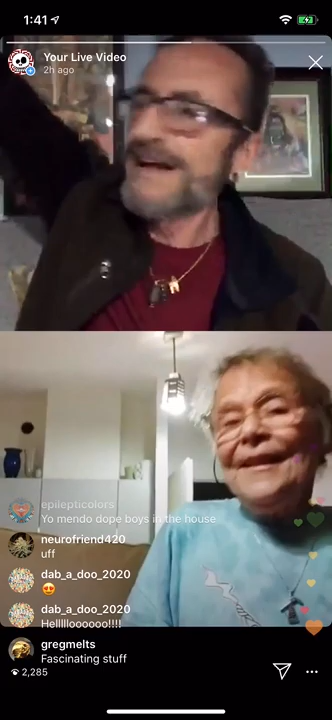 1:41
Your Live Video
2h ago
epilepticolors
Yo mendo dope boys in the house
neurofriend420
uff
dab_a_doo_2020
😍
dab_a_doo_2020
Hellllloooooo!!!!
gregmelts
Fascinating stuff
2,285